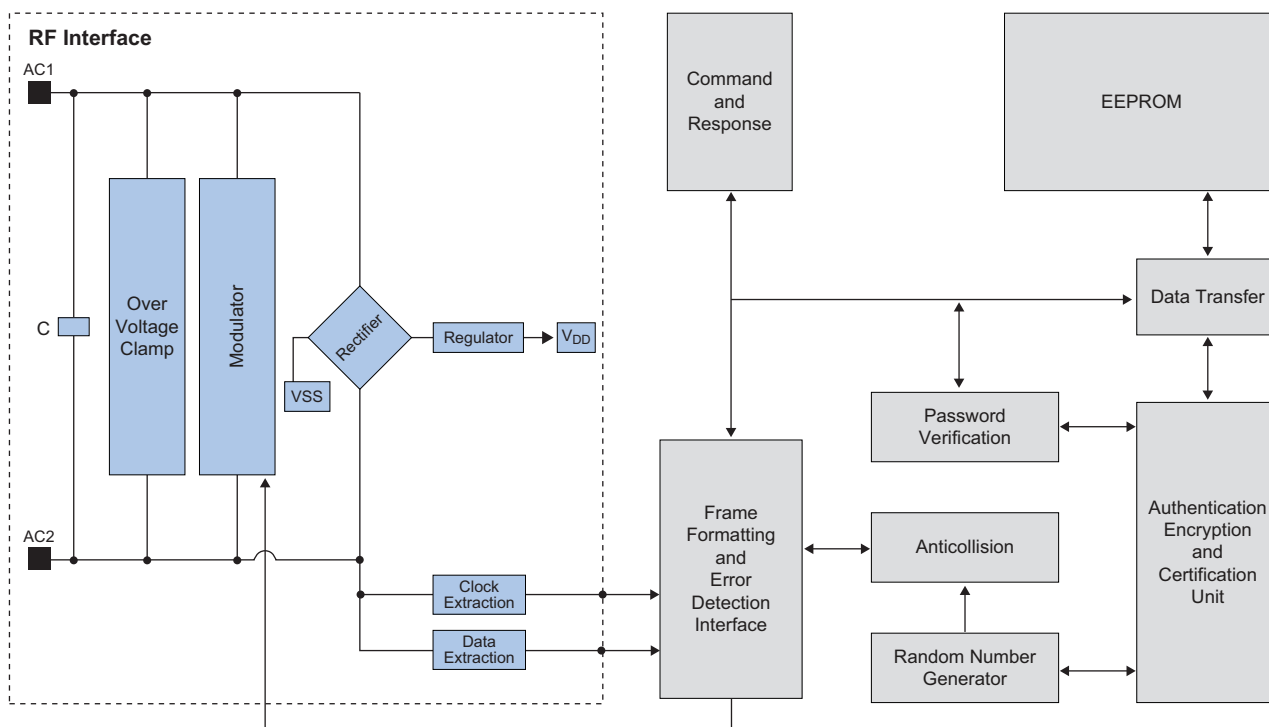 RF Interface
AC1
C
Over
Voltage
Clamp
Modulator
Rectifier
VSS
Regulator
VDD
AC2
Clock
Extraction
Data
Extraction
Command
and
Response
EEPROM
Data Transfer
Password
Verification
Frame
Formatting
and
Error
Detection
Interface
Anticollision
Random Number
Generator
Authentication
Encryption
and
Certification
Unit